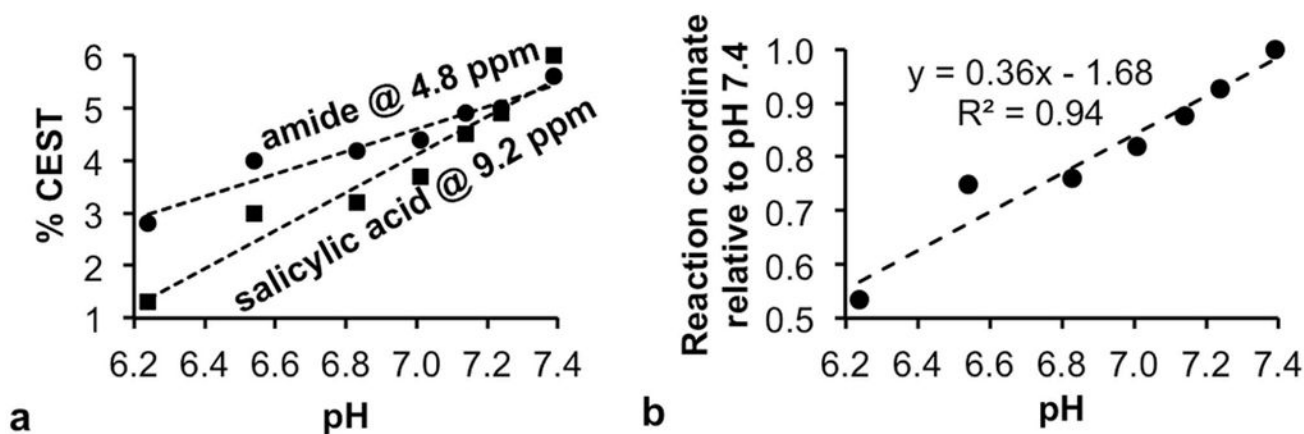 % CEST
6
5
4
3
2
1
amide @ 4.8 ppm
salicylic acid @ 9.2 ppm
6.2 6.4 6.6 6.8 7.0 7.2 7.4
pH
a
Reaction coordinate
relative to pH 7.4
1.0
0.9
0.8
0.7
0.6
0.5
y = 0.36x - 1.68
R² = 0.94
6.2 6.4 6.6 6.8 7.0 7.2 7.4
pH
b